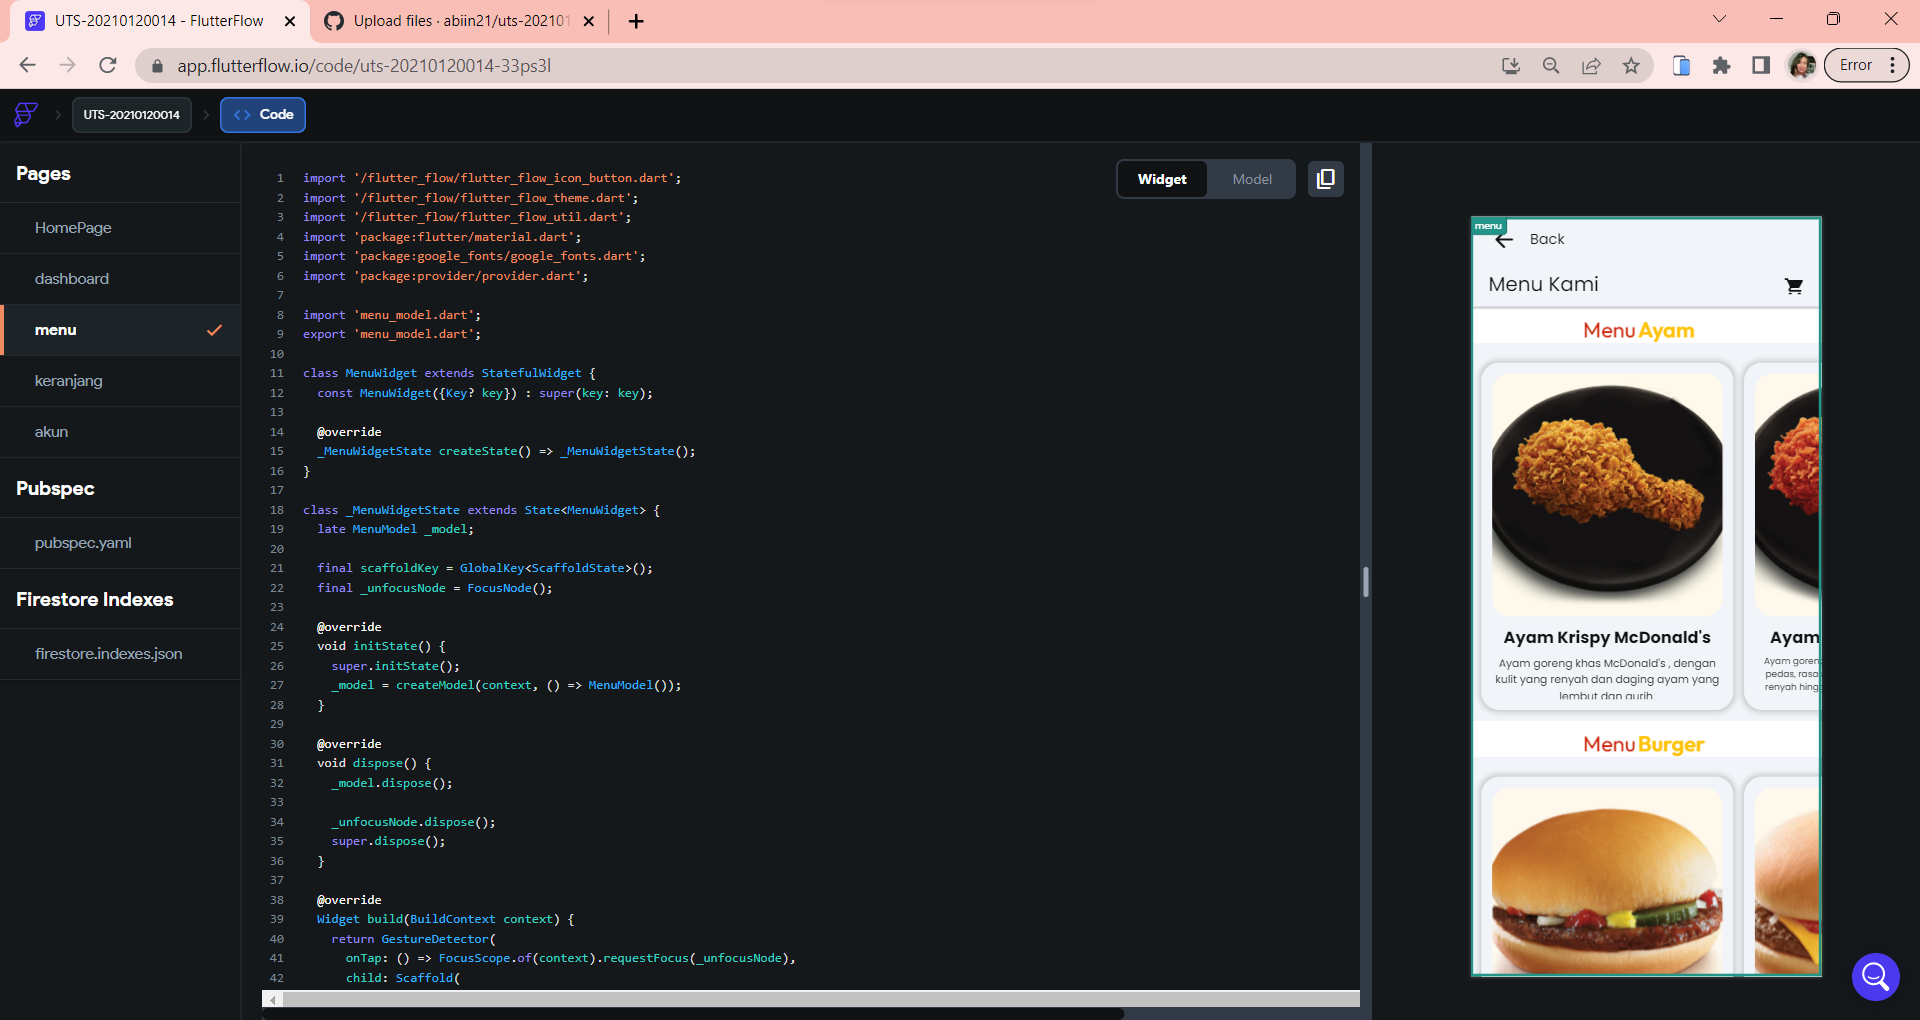 UTS-20210120014 - FlutterFlow
Upload files · abiin21/uts-202101
app.flutterflow.io/code/uts-20210120014-33ps3l
Error
UTS-20210120014
<> Code
Pages
HomePage
dashboard
menu
keranjang
akun
Pubspec
pubspec.yaml
Firestore Indexes
firestore.indexes.json
Widget
Model
1 import '/flutter_flow/flutter_flow_icon_button.dart';
2 import '/flutter_flow/flutter_flow_theme.dart';
3 import '/flutter_flow/flutter_flow_util.dart';
4 import 'package:flutter/material.dart';
5 import 'package:google_fonts/google_fonts.dart';
6 import 'package:provider/provider.dart';
7
8 import 'menu_model.dart';
9 export 'menu_model.dart';
10
11 class MenuWidget extends StatefulWidget {
12 const MenuWidget({Key? key}) : super(key: key);
13
14 @override
15 _MenuWidgetState createState() => _MenuWidgetState();
16 }
17
18 class _MenuWidgetState extends State<MenuWidget> {
19 late MenuModel _model;
20
21 final scaffoldKey = GlobalKey<ScaffoldState>();
22 final _unfocusNode = FocusNode();
23
24 @override
25 void initState() {
26 super.initState();
27 _model = createModel(context, () => MenuModel());
28 }
29
30 @override
31 void dispose() {
32 _model.dispose();
33
34 _unfocusNode.dispose();
35 super.dispose();
36 }
37
38 @override
39 Widget build(BuildContext context) {
40 return GestureDetector(
41 onTap: () => FocusScope.of(context).requestFocus(_unfocusNode),
42 child: Scaffold(
menu
Back
Menu Kami
Menu Ayam
Ayam Krispy McDonald's
Ayam goreng khas McDonald's , dengan
kulit yang renyah dan daging ayam yang
lembut dan gurih.
Ayam
Ayam goren
pedas, rasa
renyah hing
Menu Burger